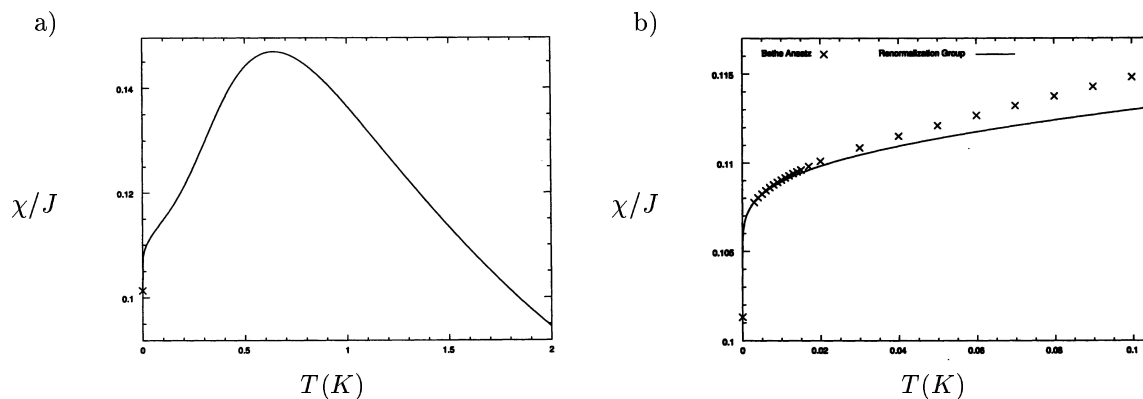 a)
0.14
0.12
0.1
χ/J
0
0.5
1
1.5
2
T(K)
b)
Bethe Ansatz × Renormalization Group
0.115
0.11
0.105
0.1
χ/J
0
0.02
0.04
0.06
0.08
0.1
T(K)